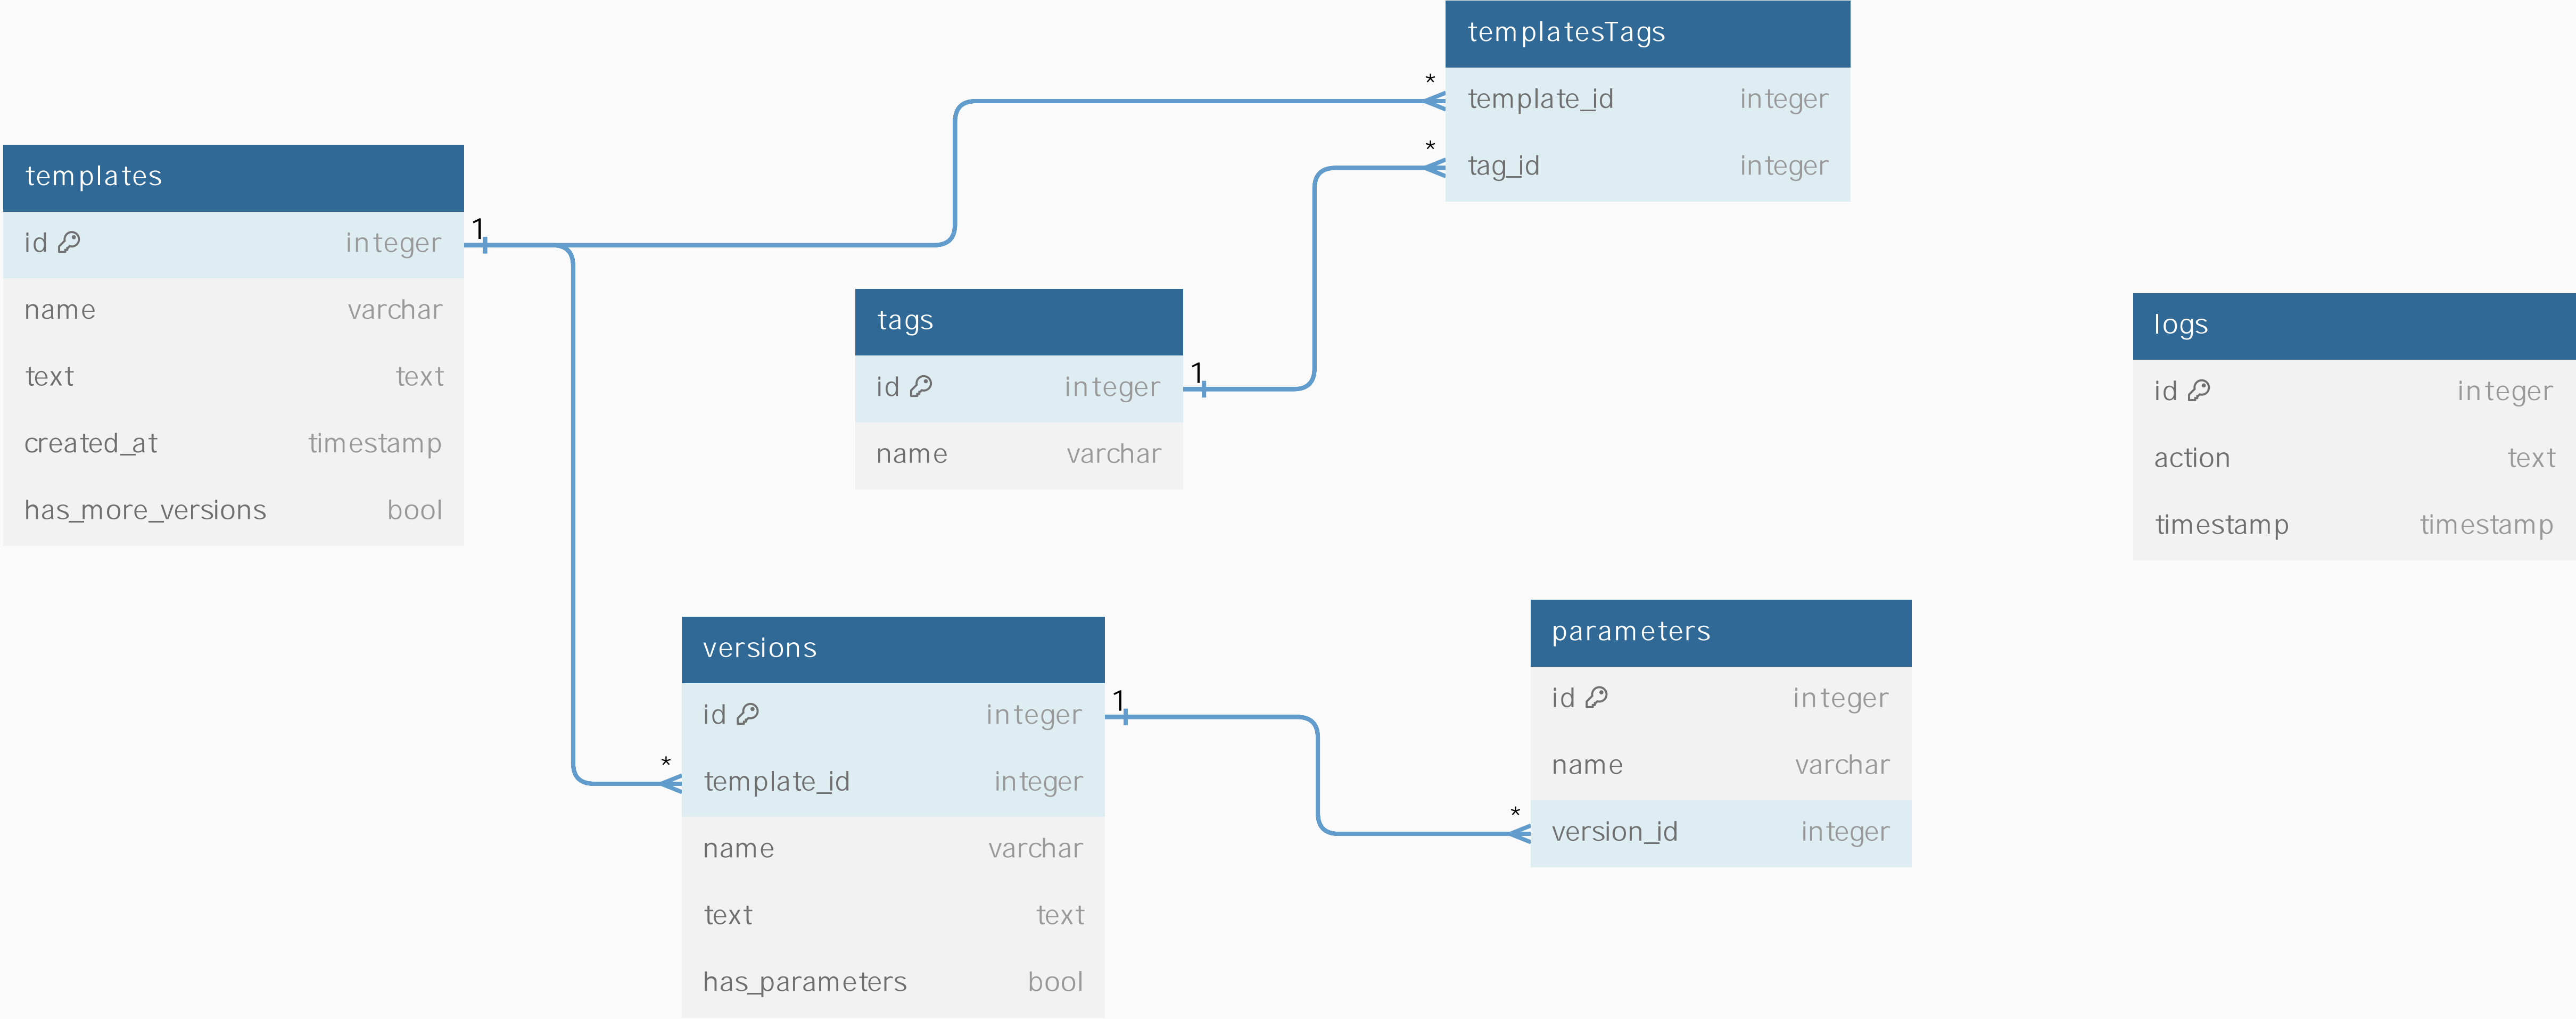 templatesTags
* template_id integer
* tag_id integer
templates
id integer 1
name varchar
text text
created_at timestamp
has_more_versions bool
tags
id integer 1
name varchar
logs
id integer
action text
timestamp timestamp
versions
id integer 1
* template_id integer
name varchar
text text
has_parameters bool
parameters
id integer
name varchar
* version_id integer